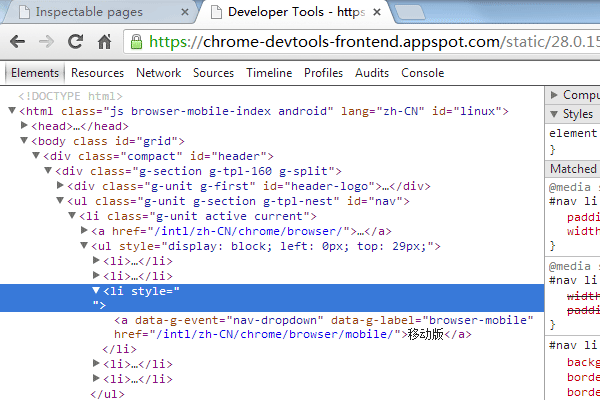 Inspectable pages
Developer Tools - https
https://chrome-devtools-frontend.appspot.com/static/28.0.15
Elements Resources Network Sources Timeline Profiles Audits Console
<!DOCTYPE html>
<html class="js browser-mobile-index android" lang="zh-CN" id="linux">
<head>…</head>
<body class id="grid">
<div class="compact" id="header">
<div class="g-section g-tpl-160 g-split">
<div class="g-unit g-first" id="header-logo">…</div>
<ul class="g-unit g-section g-tpl-nest" id="nav">
<li class="g-unit active current">
<a href="/intl/zh-CN/chrome/browser/">…</a>
<ul style="display: block; left: 0px; top: 29px;">
<li>…</li>
<li>…</li>
<li style="
">
<a data-g-event="nav-dropdown" data-g-label="browser-mobile"
href="/intl/zh-CN/chrome/browser/mobile/">移动版</a>
</li>
<li>…</li>
<li>…</li>
</ul>
Compu
Styles
element
}
Matched
@media s
#nav li
paddi
width
}
@media s
#nav li
width
paddi
}
#nav li
backg
borde
borde